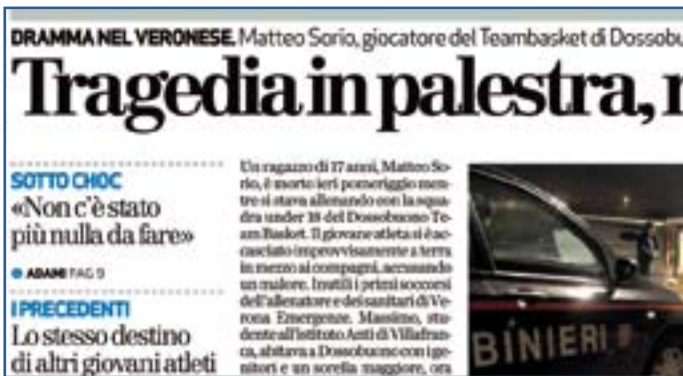 DRAMMA NEL VERONESE. Matteo Sorio, giocatore del Teambasket di Dossobu
Tragedia in palestra,
SOTTO CHOC
«Non c'è stato
più nulla da fare»
ADAMI PAG 9
I PRECEDENTI
Lo stesso destino
di altri giovani atleti
Un ragazzo di 17 anni, Matteo So-
rio, è morto ieri pomeriggio men-
tre si stava allenando con la squa-
dra under 18 del Dossobuono Te-
am Basket. Il giovane atleta si è ac-
casciato improvvisamente a terra
in mezzo ai compagni, accusando
un malore. Inutili i primi soccorsi
dell'allenatore e dei sanitari di Ve-
rona Emergenze. Massimo, stu-
dente all'istituto Anti di Villafran-
ca, abitava a Dossobuono con i ge-
nitori e un sorella maggiore, ora
BINIERI